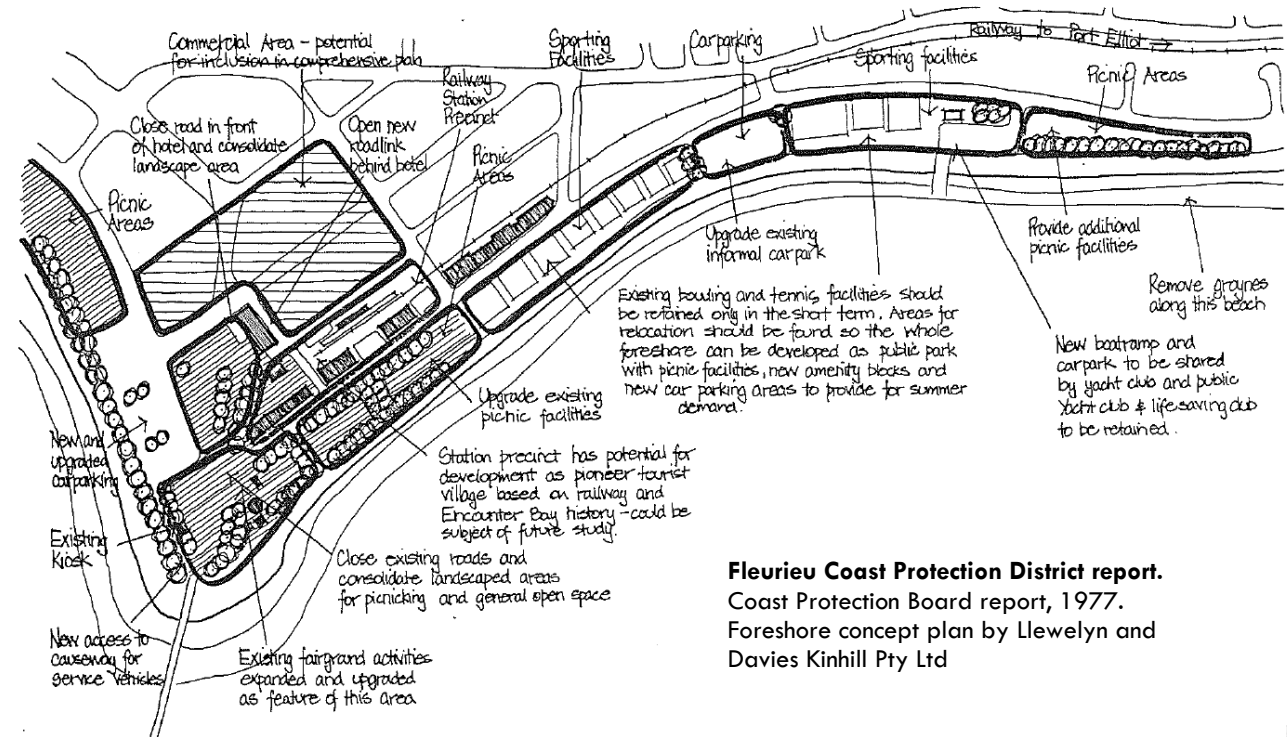 Commercial Area - potential
for inclusion in comprehensive plan
Sporting
Facilities
Carparking
Railway to Port Elliot
Sporting facilities
Picnic Areas
Railway
Station
Precinct
Close road in front
of hotel and consolidate
landscape area
Open new
roadlink
behind hotel
Picnic
Areas
Picnic
Areas
Upgrade existing
informal carpark
Provide additional
picnic facilities
Remove groynes
along this beach
Existing bowling and tennis facilities should
be retained only in the short term. Areas for
relocation should be found so the whole
foreshore can be developed as public park
with picnic facilities, new amenity blocks and
new car parking areas to provide for summer
demand.
New boatramp and
carpark to be shared
by yacht club and public
Yacht club & lifesaving club
to be retained.
Upgrade existing
picnic facilities
New and
upgraded
carparking
Station precinct has potential for
development as pioneer tourist
village based on railway and
Encounter Bay history - could be
subject of future study.
Existing
Kiosk
Close existing roads and
consolidate landscaped areas
for picnicking and general open space
New access to
causeway for
service vehicles
Existing fairground activities
expanded and upgraded
as feature of this area
Fleurieu Coast Protection District report.
Coast Protection Board report, 1977.
Foreshore concept plan by Llewelyn and
Davies Kinhill Pty Ltd